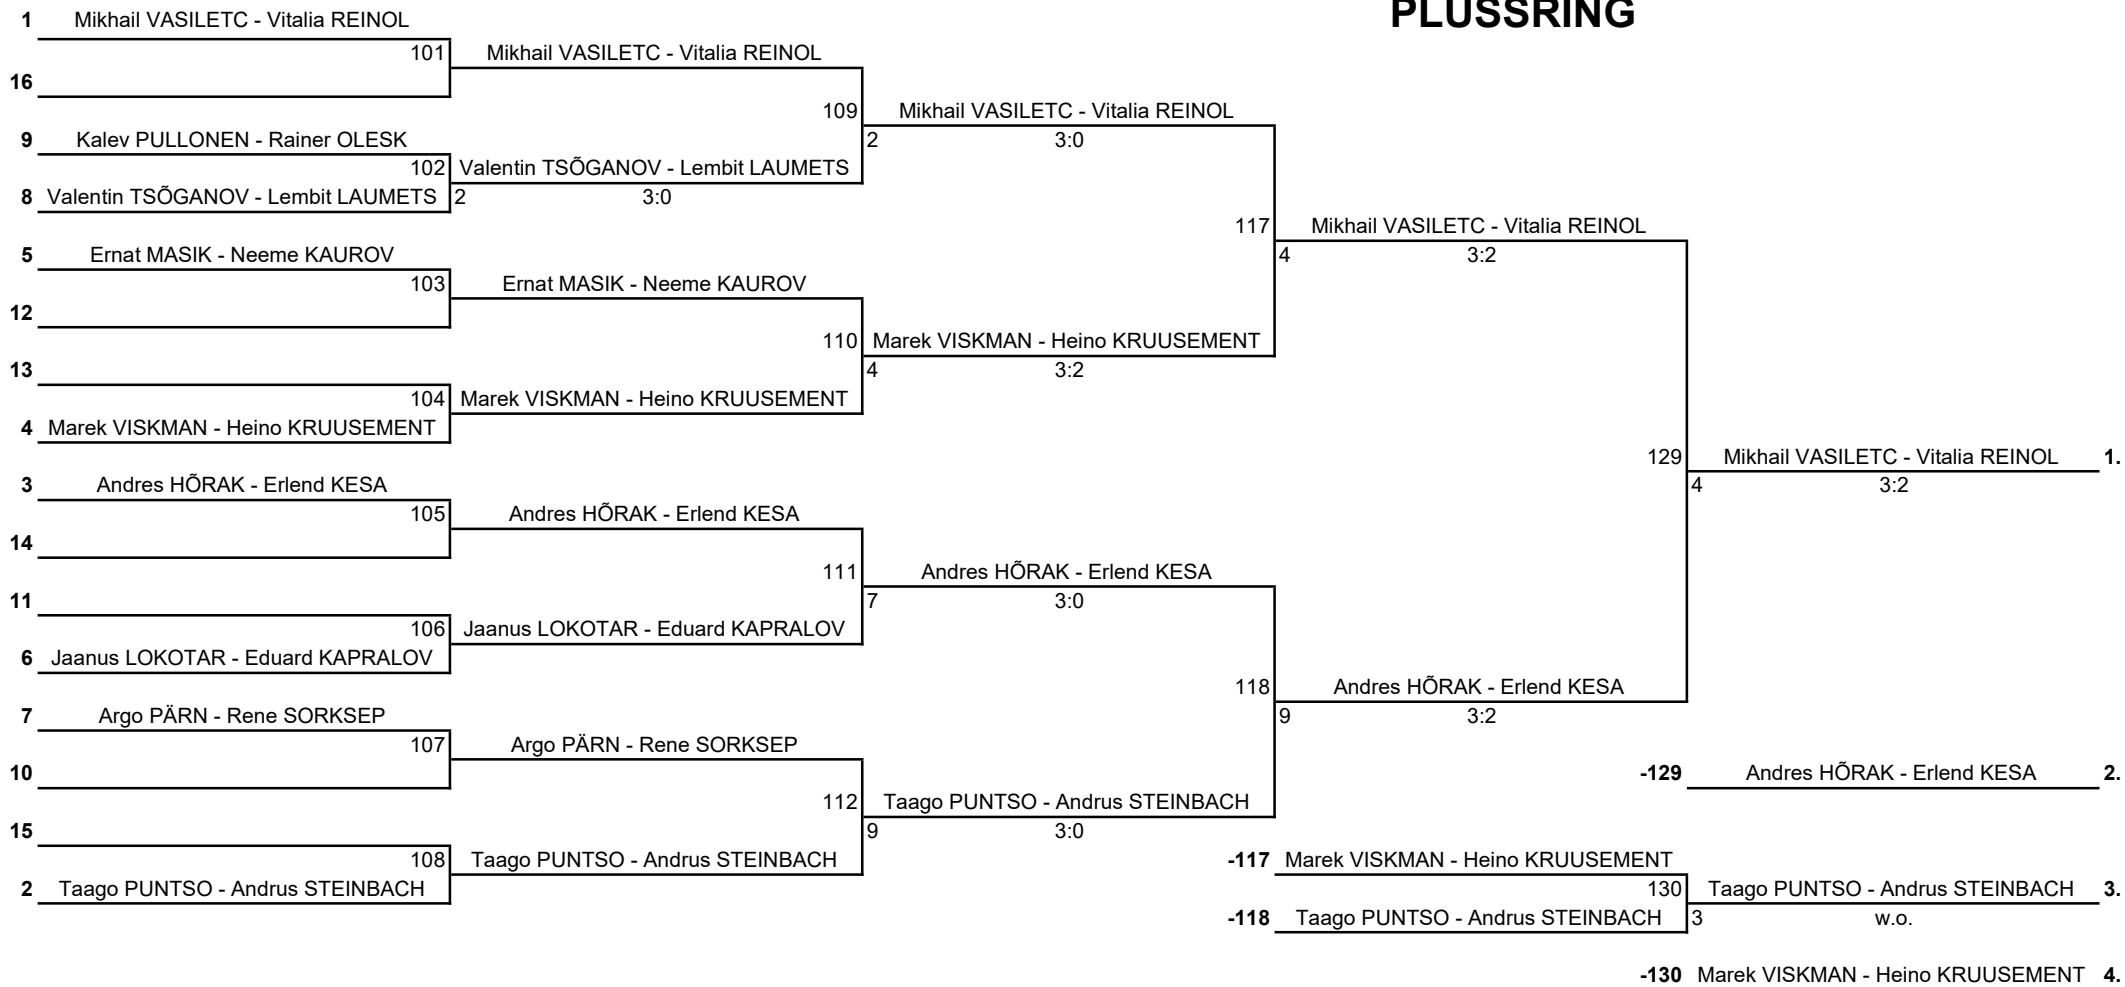 PLUSSRING
1 Mikhail VASILETC - Vitalia REINOL
101 Mikhail VASILETC - Vitalia REINOL
16
109 Mikhail VASILETC - Vitalia REINOL
9 Kalev PULLONEN - Rainer OLESK 2 3:0
102 Valentin TSÕGANOV - Lembit LAUMETS
8 Valentin TSÕGANOV - Lembit LAUMETS 2 3:0
117 Mikhail VASILETC - Vitalia REINOL
5 Ernat MASIK - Neeme KAUROV 4 3:2
103 Ernat MASIK - Neeme KAUROV
12
110 Marek VISKMAN - Heino KRUUSEMENT
13 4 3:2
104 Marek VISKMAN - Heino KRUUSEMENT
4 Marek VISKMAN - Heino KRUUSEMENT
129 Mikhail VASILETC - Vitalia REINOL 1.
3 Andres HÕRAK - Erlend KESA 4 3:2
105 Andres HÕRAK - Erlend KESA
14
111 Andres HÕRAK - Erlend KESA
11 7 3:0
106 Jaanus LOKOTAR - Eduard KAPRALOV
6 Jaanus LOKOTAR - Eduard KAPRALOV
118 Andres HÕRAK - Erlend KESA
7 Argo PÄRN - Rene SORKSEP 9 3:2
107 Argo PÄRN - Rene SORKSEP
10 -129 Andres HÕRAK - Erlend KESA 2.
112 Taago PUNTSO - Andrus STEINBACH
15 9 3:0
108 Taago PUNTSO - Andrus STEINBACH -117 Marek VISKMAN - Heino KRUUSEMENT
2 Taago PUNTSO - Andrus STEINBACH 130 Taago PUNTSO - Andrus STEINBACH 3.
-118 Taago PUNTSO - Andrus STEINBACH 3 w.o.
-130 Marek VISKMAN - Heino KRUUSEMENT 4.